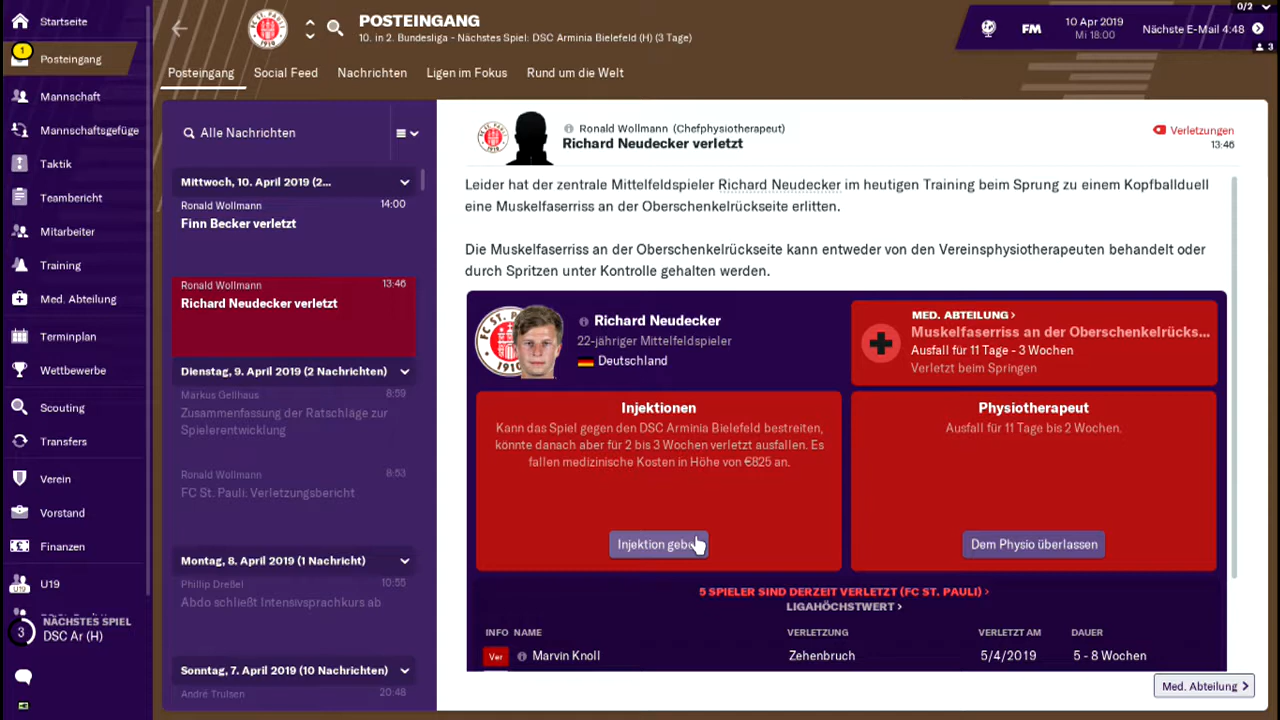 Startseite
1
Posteingang
Mannschaft
Mannschaftsgefüge
Taktik
Teambericht
Mitarbeiter
Training
Med. Abteilung
Terminplan
Wettbewerbe
Scouting
Transfers
Verein
Vorstand
Finanzen
U19
NÄCHSTES SPIEL
3
DSC Ar (H)
FC ST. PAULI
1910
POSTEINGANG
10. in 2. Bundesliga - Nächstes Spiel: DSC Arminia Bielefeld (H) (3 Tage)
FM
10 Apr 2019
Mi 18:00
0/2
Nächste E-Mail 4:48
3
Posteingang
Social Feed
Nachrichten
Ligen im Fokus
Rund um die Welt
Alle Nachrichten
Mittwoch, 10. April 2019 (2...
Ronald Wollmann 14:00
Finn Becker verletzt
Ronald Wollmann 13:46
Richard Neudecker verletzt
Dienstag, 9. April 2019 (2 Nachrichten)
Markus Gellhaus 8:59
Zusammenfassung der Ratschläge zur
Spielerentwicklung
Ronald Wollmann 8:53
FC St. Pauli: Verletzungsbericht
Montag, 8. April 2019 (1 Nachricht)
Phillip Dreßel 10:55
Abdo schließt Intensivsprachkurs ab
Sonntag, 7. April 2019 (10 Nachrichten)
André Trulsen 20:48
Ronald Wollmann (Chefphysiotherapeut)
Richard Neudecker verletzt
Verletzungen
13:46
Leider hat der zentrale Mittelfeldspieler Richard Neudecker im heutigen Training beim Sprung zu einem Kopfballduell
eine Muskelfaserriss an der Oberschenkelrückseite erlitten.
Die Muskelfaserriss an der Oberschenkelrückseite kann entweder von den Vereinsphysiotherapeuten behandelt oder
durch Spritzen unter Kontrolle gehalten werden.
Richard Neudecker
22-jähriger Mittelfeldspieler
Deutschland
MED. ABTEILUNG
Muskelfaserriss an der Oberschenkelrücks...
Ausfall für 11 Tage - 3 Wochen
Verletzt beim Springen
Injektionen
Kann das Spiel gegen den DSC Arminia Bielefeld bestreiten,
könnte danach aber für 2 bis 3 Wochen verletzt ausfallen. Es
fallen medizinische Kosten in Höhe von €825 an.
Injektion gebe
Physiotherapeut
Ausfall für 11 Tage bis 2 Wochen.
Dem Physio überlassen
5 SPIELER SIND DERZEIT VERLETZT (FC ST. PAULI)
LIGAHÖCHSTWERT
INFO NAME VERLETZUNG VERLETZT AM DAUER
Ver Marvin Knoll Zehenbruch 5/4/2019 5 - 8 Wochen
Med. Abteilung